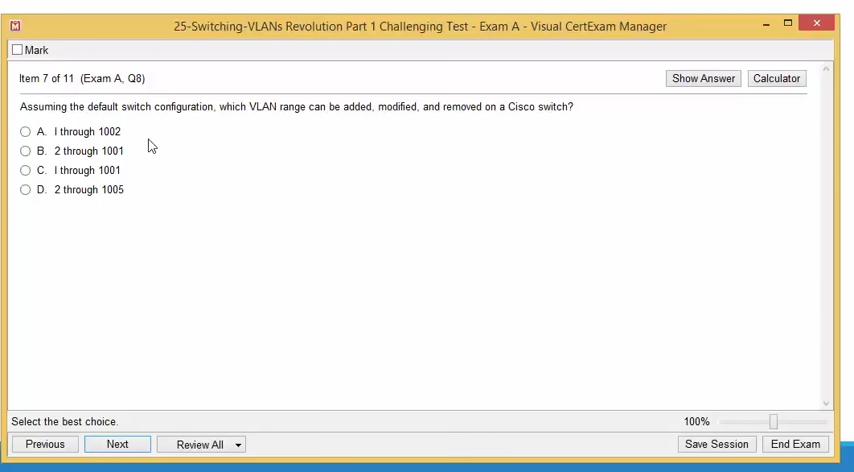 25-Switching-VLANs Revolution Part 1 Challenging Test - Exam A - Visual CertExam Manager
Mark
Item 7 of 11 (Exam A, Q8)
Show Answer
Calculator
Assuming the default switch configuration, which VLAN range can be added, modified, and removed on a Cisco switch?
A. I through 1002
B. 2 through 1001
C. I through 1001
D. 2 through 1005
Select the best choice.
100%
Previous
Next
Review All
Save Session
End Exam